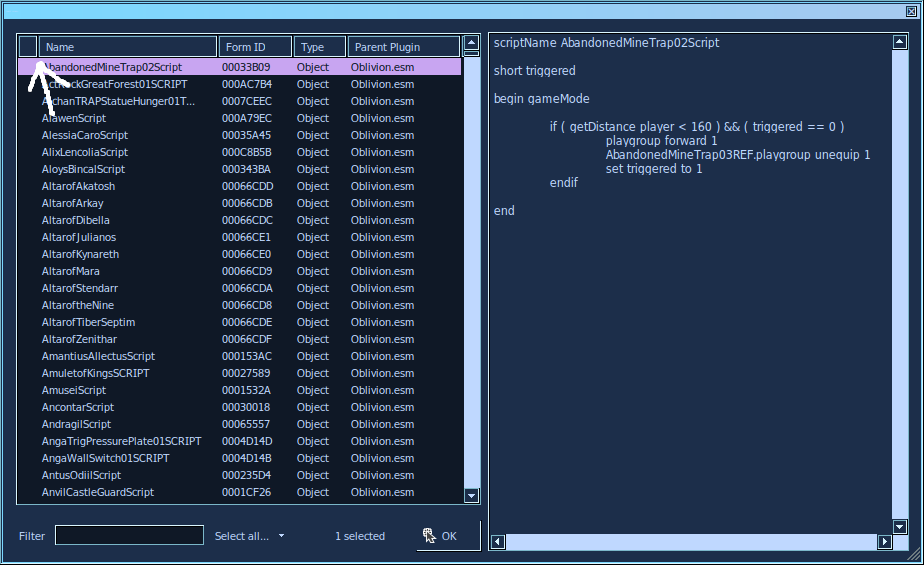 Name Form ID Type Parent Plugin
AbandonedMineTrap02Script 00033B09 Object Oblivion.esm
000AC7B4 Object Oblivion.esm
0007CEEC Object Oblivion.esm
AlawenScript 000A79EC Object Oblivion.esm
AlessiaCaroScript 00035A45 Object Oblivion.esm
AlixLencoliaScript 000C8B5B Object Oblivion.esm
AloysBincalScript 000343BA Object Oblivion.esm
AltarofAkatosh 00066CDD Object Oblivion.esm
AltarofArkay 00066CDB Object Oblivion.esm
AltarofDibella 00066CDC Object Oblivion.esm
AltarofJulianos 00066CE1 Object Oblivion.esm
AltarofKynareth 00066CE0 Object Oblivion.esm
AltarofMara 00066CD9 Object Oblivion.esm
AltarofStendarr 00066CDA Object Oblivion.esm
AltaroftheNine 00066CD8 Object Oblivion.esm
AltarofTiberSeptim 00066CDE Object Oblivion.esm
AltarofZenithar 00066CDF Object Oblivion.esm
AmantiusAllectusScript 000153AC Object Oblivion.esm
AmuletofKingsSCRIPT 00027589 Object Oblivion.esm
AmuseiScript 0001532A Object Oblivion.esm
AncontarScript 00030018 Object Oblivion.esm
AndragilScript 00065557 Object Oblivion.esm
AngaTrigPressurePlate01SCRIPT 0004D14D Object Oblivion.esm
AngaWallSwitch01SCRIPT 0004D14B Object Oblivion.esm
AntusOdiilScript 000235D4 Object Oblivion.esm
AnvilCastleGuardScript 0001CF26 Object Oblivion.esm
Filter Select all... 1 selected OK
scriptName AbandonedMineTrap02Script
short triggered
begin gameMode
if ( getDistance player < 160 ) && ( triggered == 0 )
playgroup forward 1
AbandonedMineTrap03REF.playgroup unequip 1
set triggered to 1
endif
end